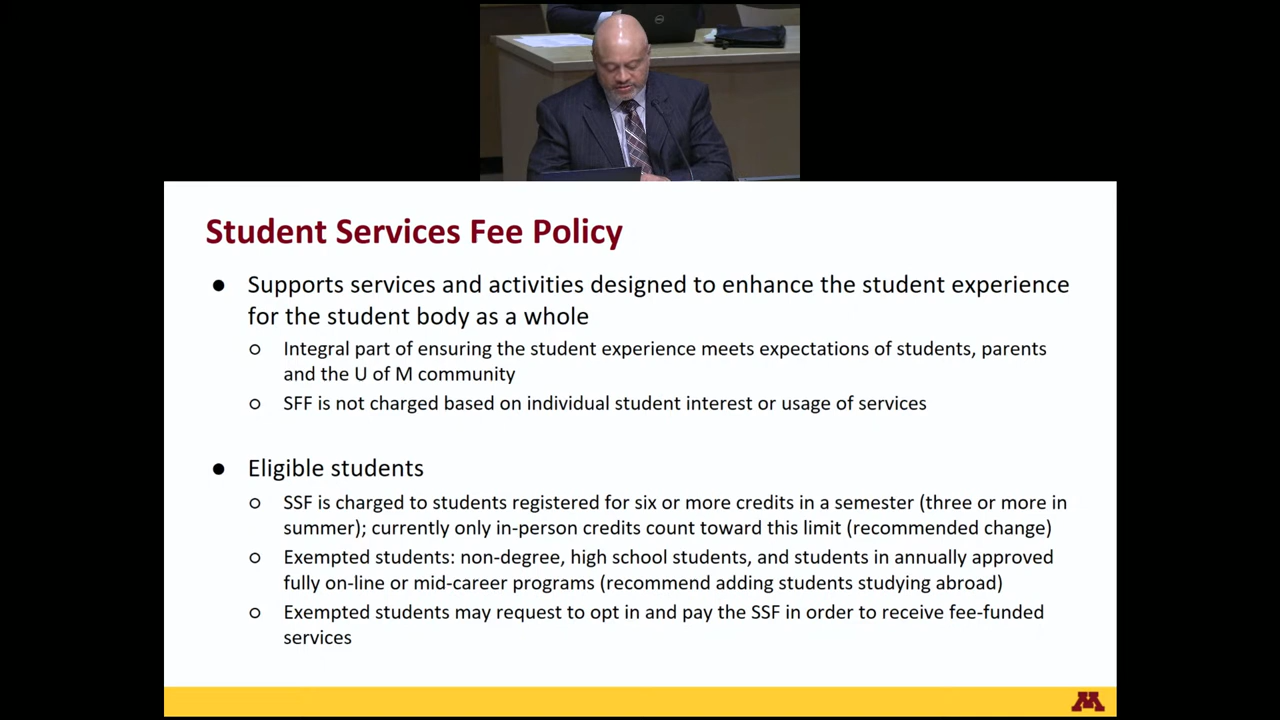 Student Services Fee Policy
● Supports services and activities designed to enhance the student experience
for the student body as a whole
○ Integral part of ensuring the student experience meets expectations of students, parents
and the U of M community
○ SFF is not charged based on individual student interest or usage of services
● Eligible students
○ SSF is charged to students registered for six or more credits in a semester (three or more in
summer); currently only in-person credits count toward this limit (recommended change)
○ Exempted students: non-degree, high school students, and students in annually approved
fully on-line or mid-career programs (recommend adding students studying abroad)
○ Exempted students may request to opt in and pay the SSF in order to receive fee-funded
services
M